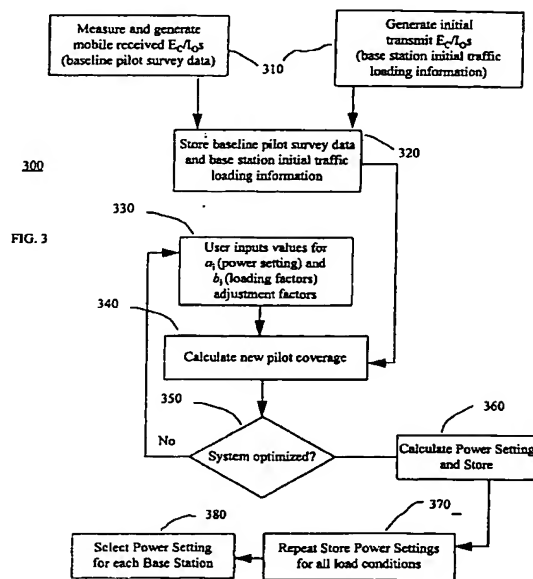 Measure and generate
mobile received EC/IOs
(baseline pilot survey data)
310
Generate initial
transmit EC/IOs
(base station initial traffic
loading information)
320
Store baseline pilot survey data
and base station initial traffic
loading information
300
FIG. 3
330
User inputs values for
ai (power setting) and
bi (loading factors)
adjustment factors
340
Calculate new pilot coverage
350
No
System optimized?
360
Calculate Power Setting
and Store
370
380
Select Power Setting
for each Base Station
Repeat Store Power Settings
for all load conditions